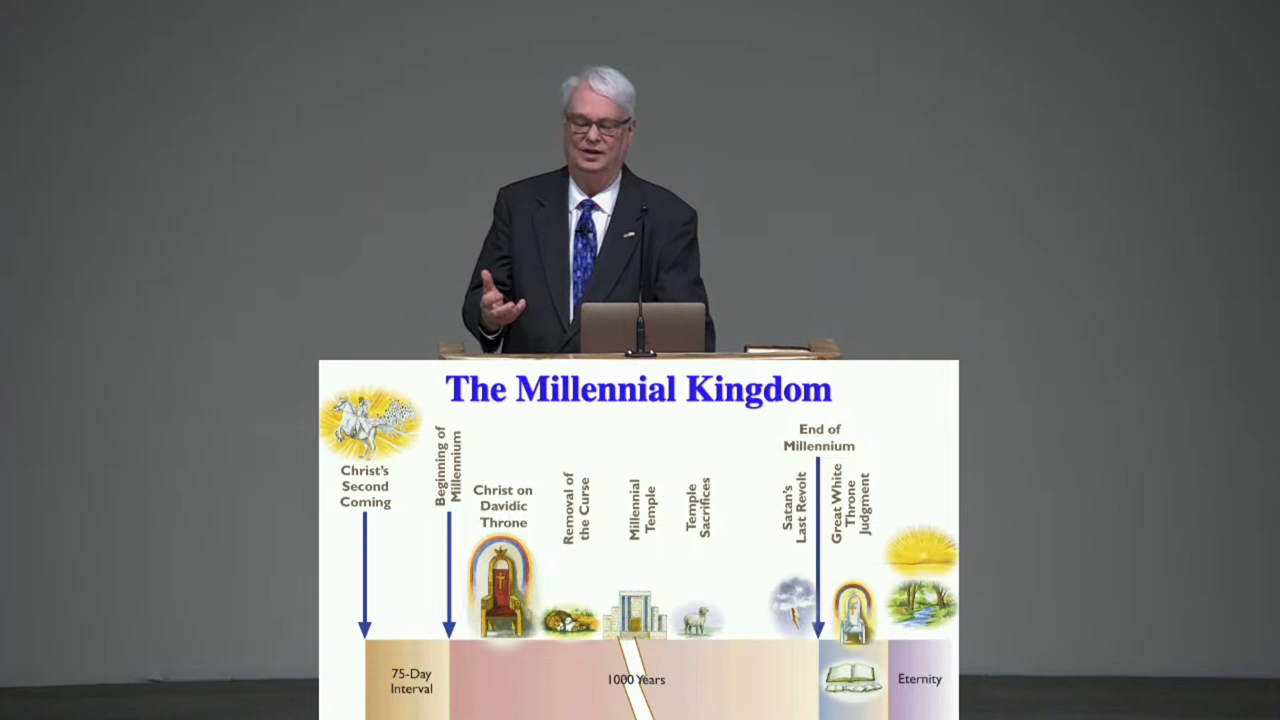 The Millennial Kingdom
Christ's
Second
Coming
Beginning of
Millennium
Christ on
Davidic
Throne
Removal of
the Curse
Millennial
Temple
Temple
Sacrifices
Satan's
Last Revolt
End of
Millennium
Great White
Throne
Judgment
75-Day
Interval
1000 Years
Eternity